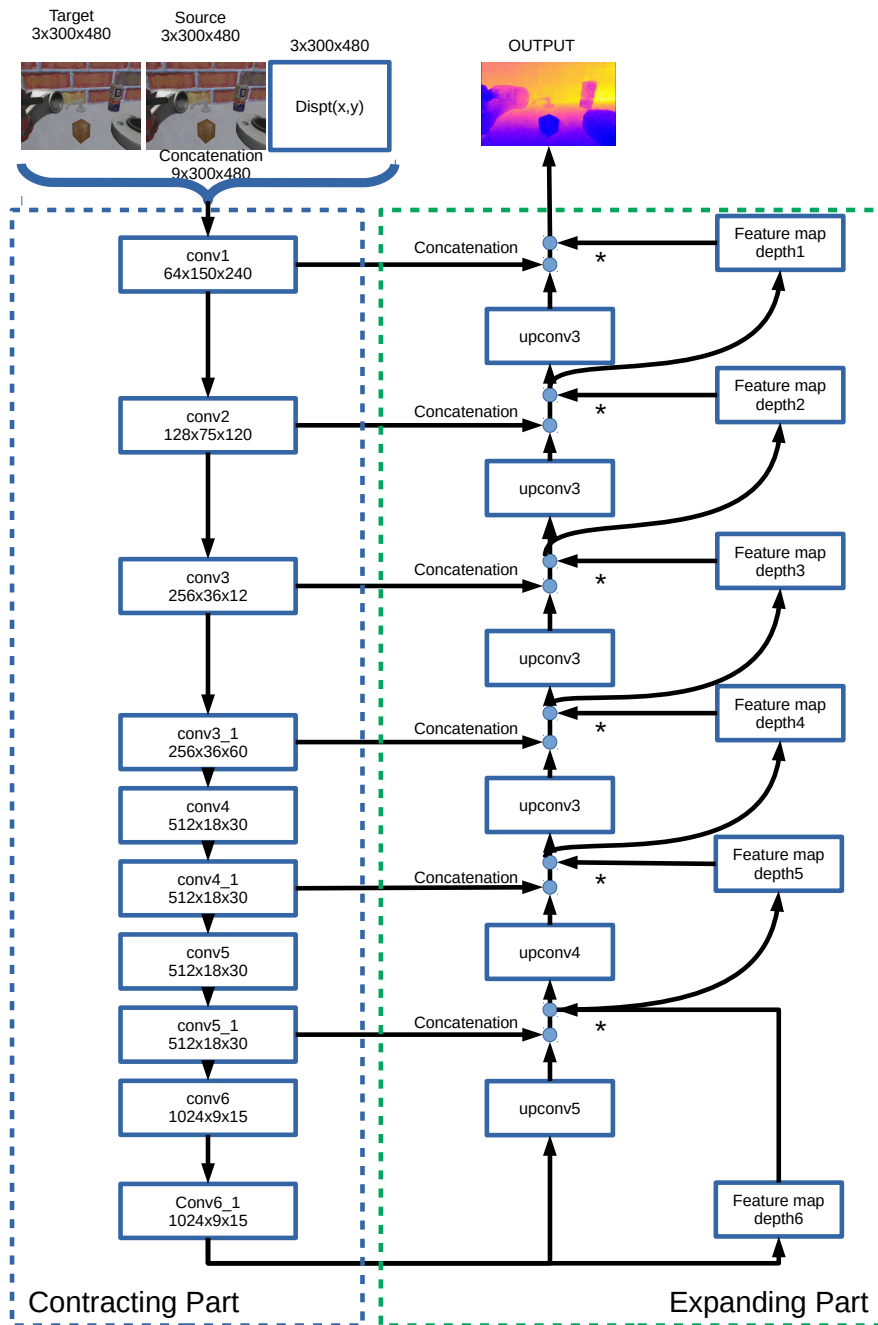 Target
3x300x480
Source
3x300x480
3x300x480
OUTPUT
Dispt(x,y)
Concatenation
9x300x480
conv1
64x150x240
Concatenation
*
Feature map
depth1
upconv3
conv2
128x75x120
Concatenation
*
Feature map
depth2
upconv3
conv3
256x36x12
Concatenation
*
Feature map
depth3
upconv3
conv3_1
256x36x60
Concatenation
*
Feature map
depth4
upconv3
conv4
512x18x30
conv4_1
512x18x30
Concatenation
*
Feature map
depth5
upconv4
conv5
512x18x30
conv5_1
512x18x30
Concatenation
*
upconv5
conv6
1024x9x15
Conv6_1
1024x9x15
Feature map
depth6
Contracting Part
Expanding Part